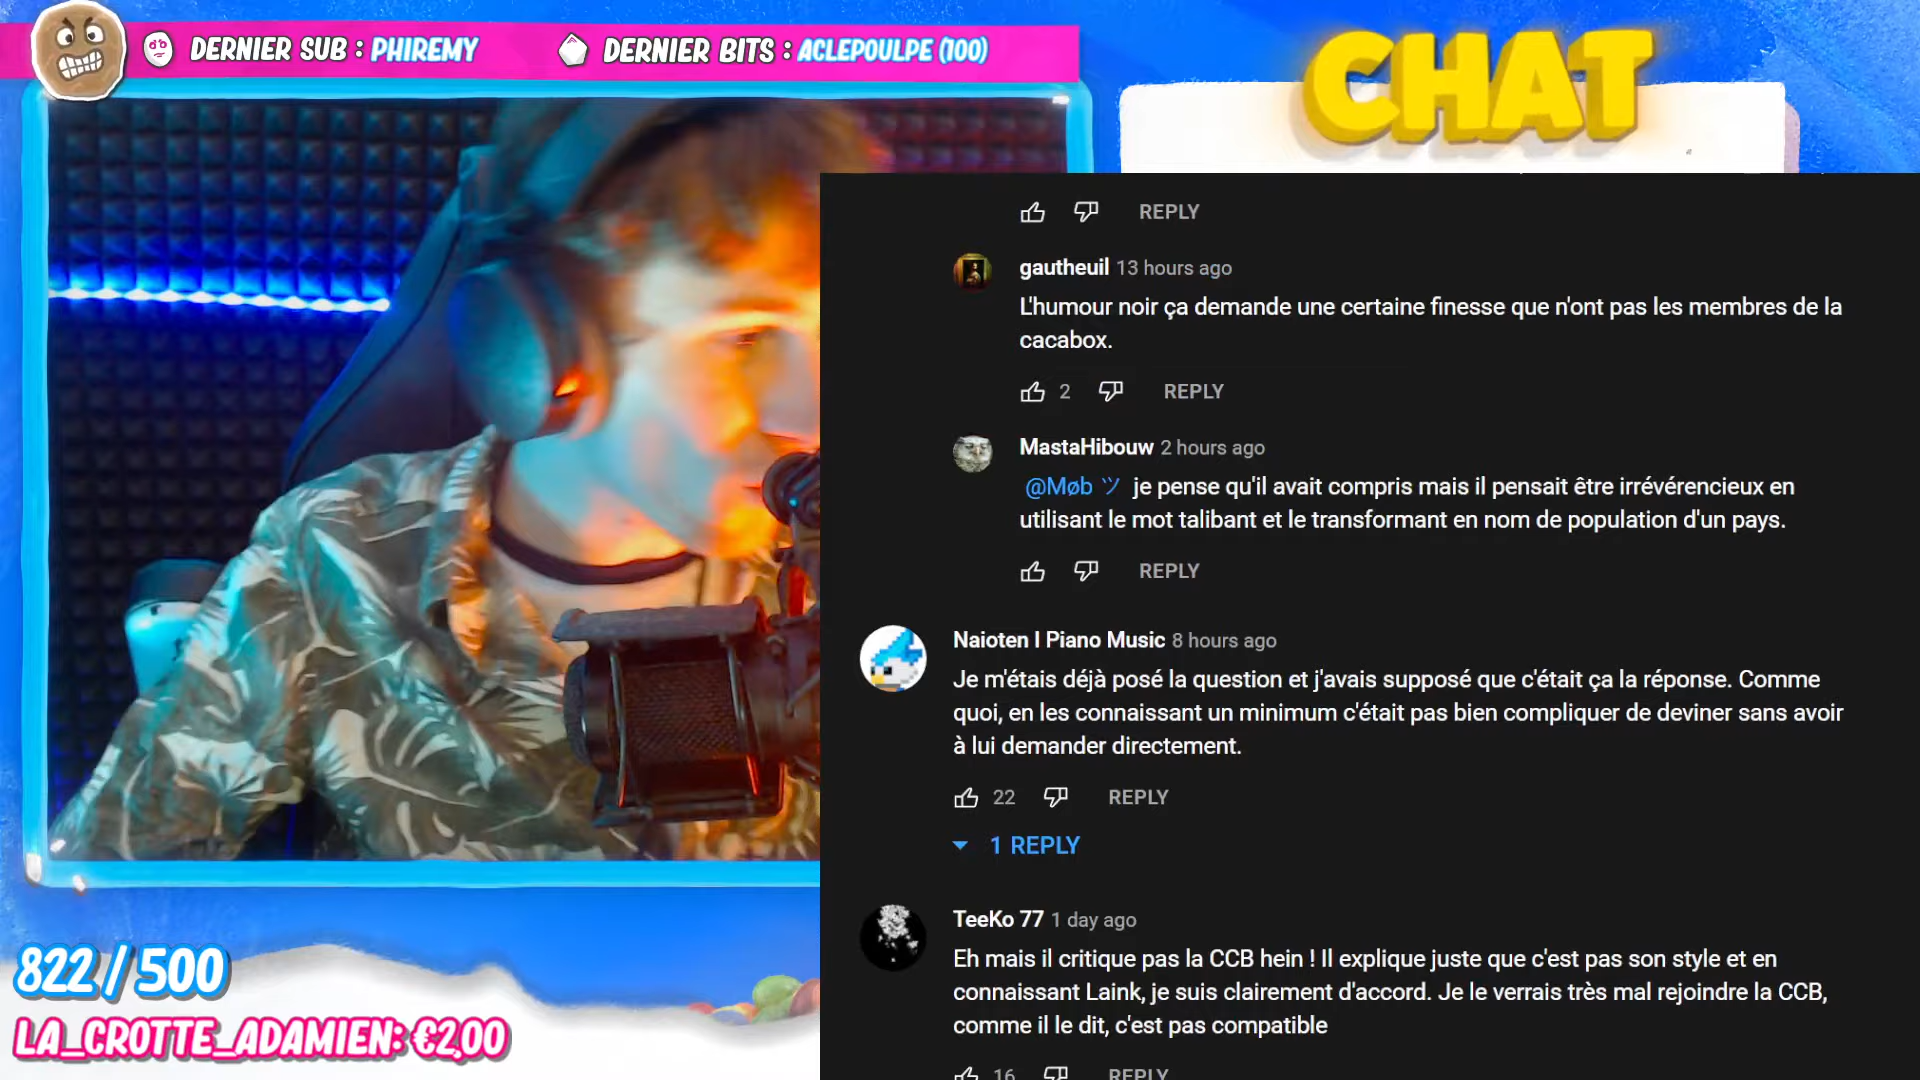 DERNIER SUB : PHIREMY
DERNIER BITS : ACLEPOULPE (100)
CHAT
REPLY
gautheuil 13 hours ago
L'humour noir ça demande une certaine finesse que n'ont pas les membres de la
cacabox.
2 REPLY
MastaHibouw 2 hours ago
@Møb ツ je pense qu'il avait compris mais il pensait être irrévérencieux en
utilisant le mot talibant et le transformant en nom de population d'un pays.
REPLY
Naioten I Piano Music 8 hours ago
Je m'étais déjà posé la question et j'avais supposé que c'était ça la réponse. Comme
quoi, en les connaissant un minimum c'était pas bien compliquer de deviner sans avoir
à lui demander directement.
22 REPLY
1 REPLY
TeeKo 77 1 day ago
Eh mais il critique pas la CCB hein ! Il explique juste que c'est pas son style et en
connaissant Laink, je suis clairement d'accord. Je le verrais très mal rejoindre la CCB,
comme il le dit, c'est pas compatible
16 REPLY
822 / 500
LA_CROTTE_ADAMIEN: €2,00